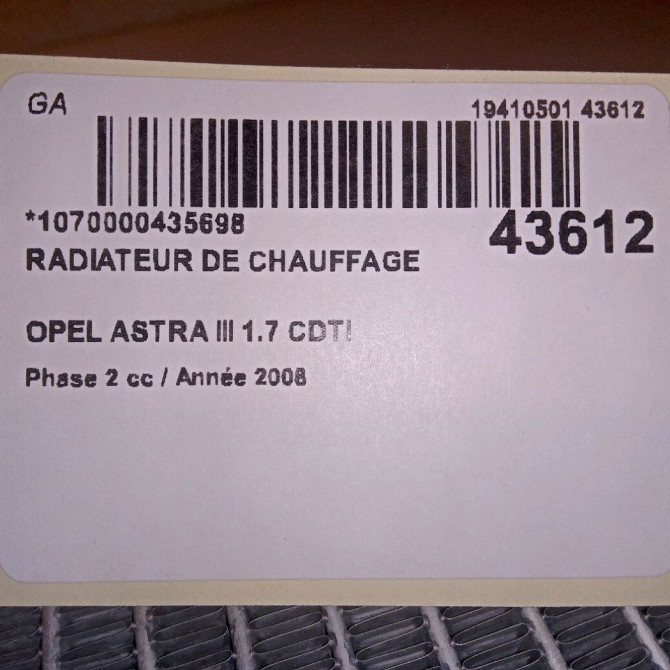 GA
19410501 43612
*1070000435698
43612
RADIATEUR DE CHAUFFAGE
OPEL ASTRA III 1.7 CDTI
Phase 2 cc / Année 2008